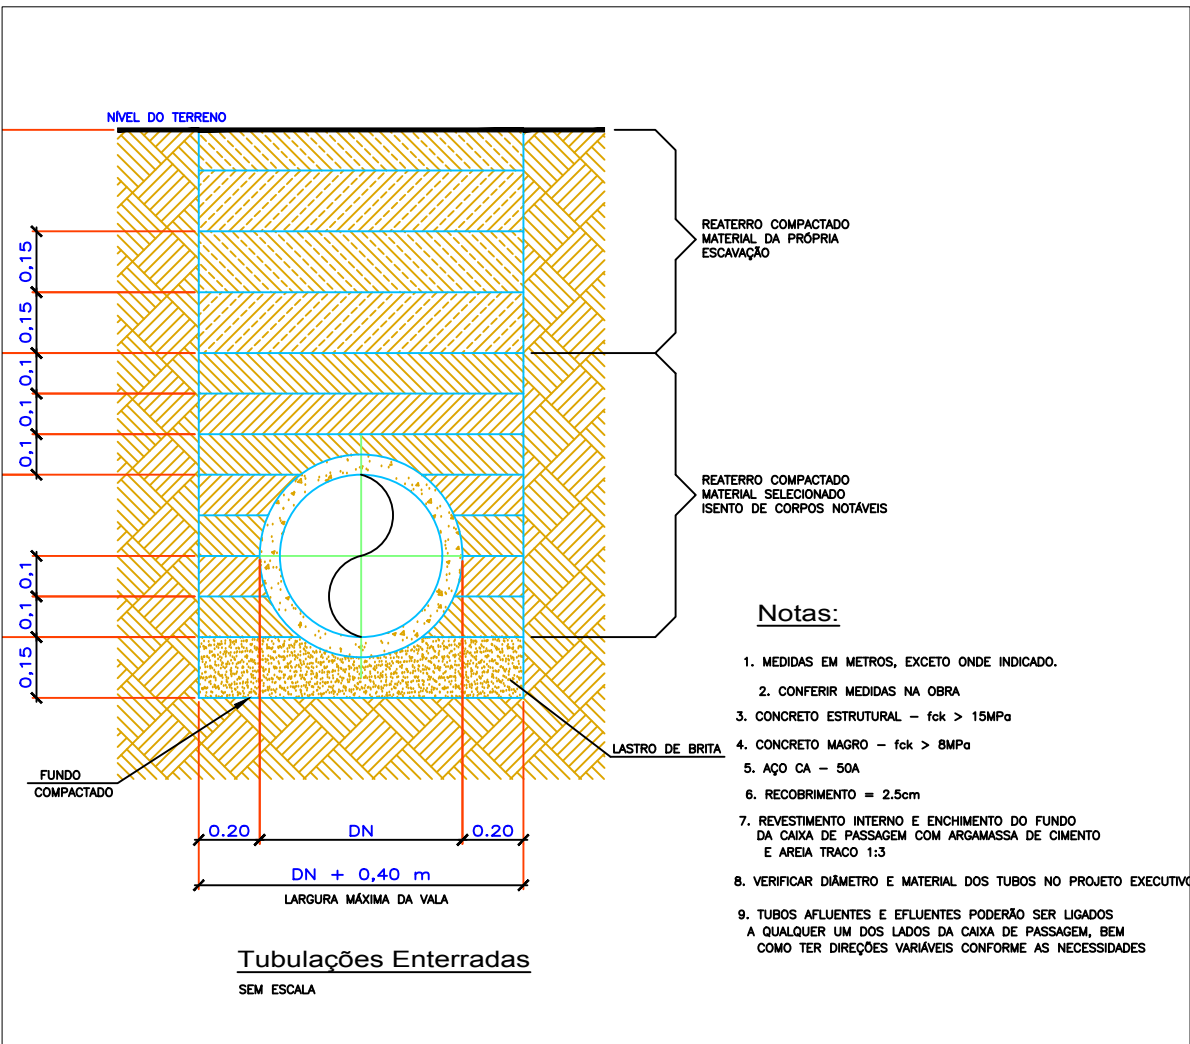 NÍVEL DO TERRENO
0,15
0,15
0,1
0,1
0,1
0,1
0,1
0,15
REATERRO COMPACTADO
MATERIAL DA PRÓPRIA
ESCAVAÇÃO
REATERRO COMPACTADO
MATERIAL SELECIONADO
ISENTO DE CORPOS NOTÁVEIS
LASTRO DE BRITA
FUNDO
COMPACTADO
0.20
DN
0.20
DN + 0,40 m
LARGURA MÁXIMA DA VALA
Tubulações Enterradas
SEM ESCALA
Notas:
1. MEDIDAS EM METROS, EXCETO ONDE INDICADO.
2. CONFERIR MEDIDAS NA OBRA
3. CONCRETO ESTRUTURAL – fck > 15MPa
4. CONCRETO MAGRO – fck > 8MPa
5. AÇO CA – 50A
6. RECOBRIMENTO = 2.5cm
7. REVESTIMENTO INTERNO E ENCHIMENTO DO FUNDO
DA CAIXA DE PASSAGEM COM ARGAMASSA DE CIMENTO
E AREIA TRACO 1:3
8. VERIFICAR DIÂMETRO E MATERIAL DOS TUBOS NO PROJETO EXECUTIVO
9. TUBOS AFLUENTES E EFLUENTES PODERÃO SER LIGADOS
A QUALQUER UM DOS LADOS DA CAIXA DE PASSAGEM, BEM
COMO TER DIREÇÕES VARIÁVEIS CONFORME AS NECESSIDADES